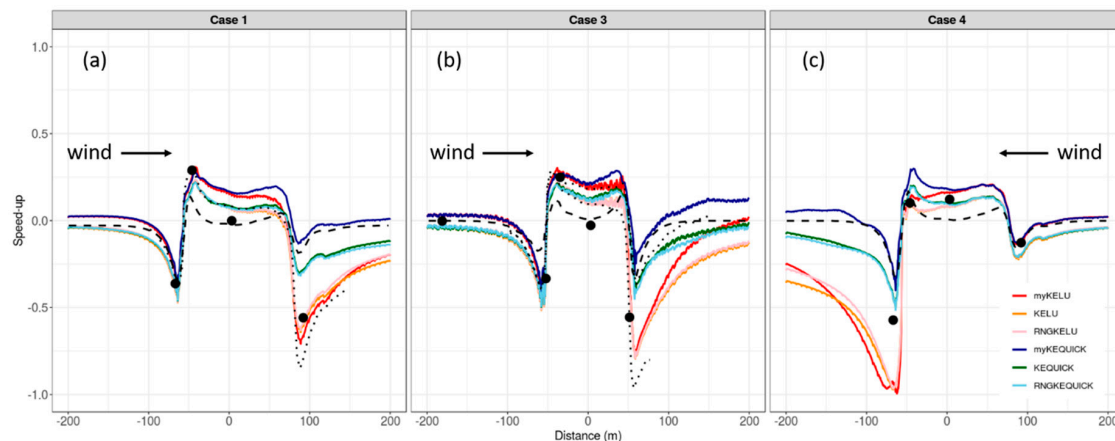 Case 1
Case 3
Case 4
(a)
(b)
(c)
wind
wind
wind
Speed-up
1.0
0.5
0.0
-0.5
-1.0
myKELU
KELU
RNGKELU
myKEQUICK
KEQUICK
RNGKEQUICK
-200 -100 0 100 200
-200 -100 0 100 200
-200 -100 0 100 200
Distance (m)